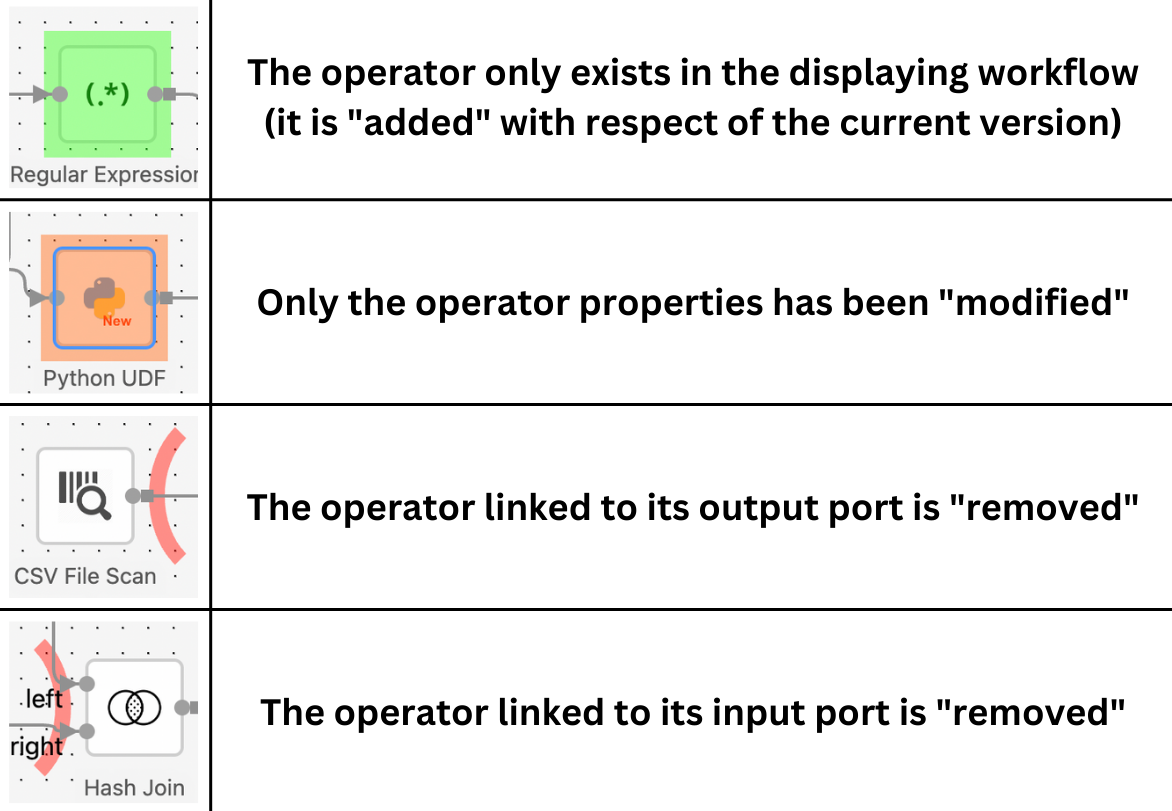 (.*)
Regular Expression
The operator only exists in the displaying workflow
(it is "added" with respect of the current version)
New
Python UDF
Only the operator properties has been "modified"
CSV File Scan
The operator linked to its output port is "removed"
left
right
Hash Join
The operator linked to its input port is "removed"